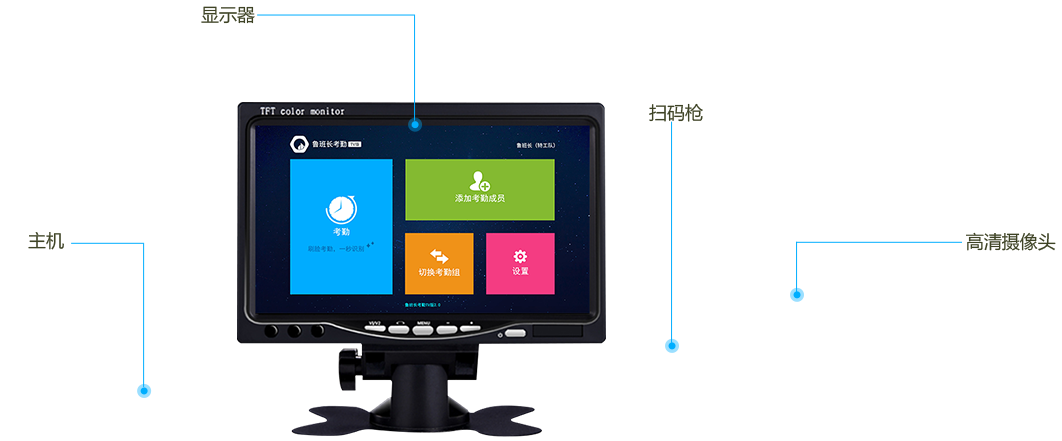 显示器
扫码枪
主机
高清摄像头
TFT color monitor
鲁班长考勤 TV版
鲁班长（特工队）
考勤
刷脸考勤，一秒识别
添加考勤成员
切换考勤组
设置
鲁班长考勤TV版2.0
V1/V2
MENU
-
+